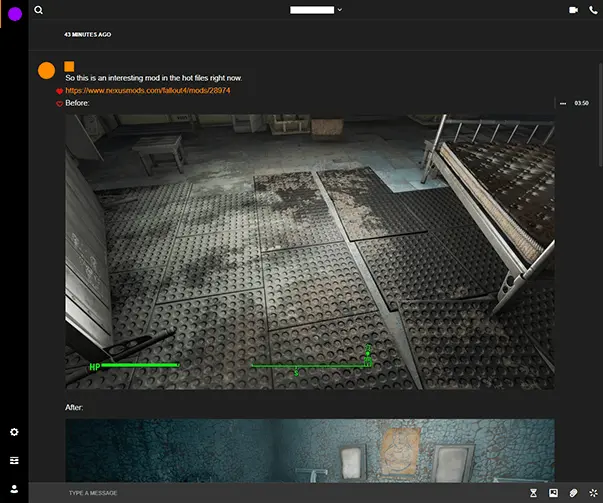 43 MINUTES AGO
So this is an interesting mod in the hot files right now.
https://www.nexusmods.com/fallout4/mods/28974
Before:
03:50
HP
S
After:
TYPE A MESSAGE